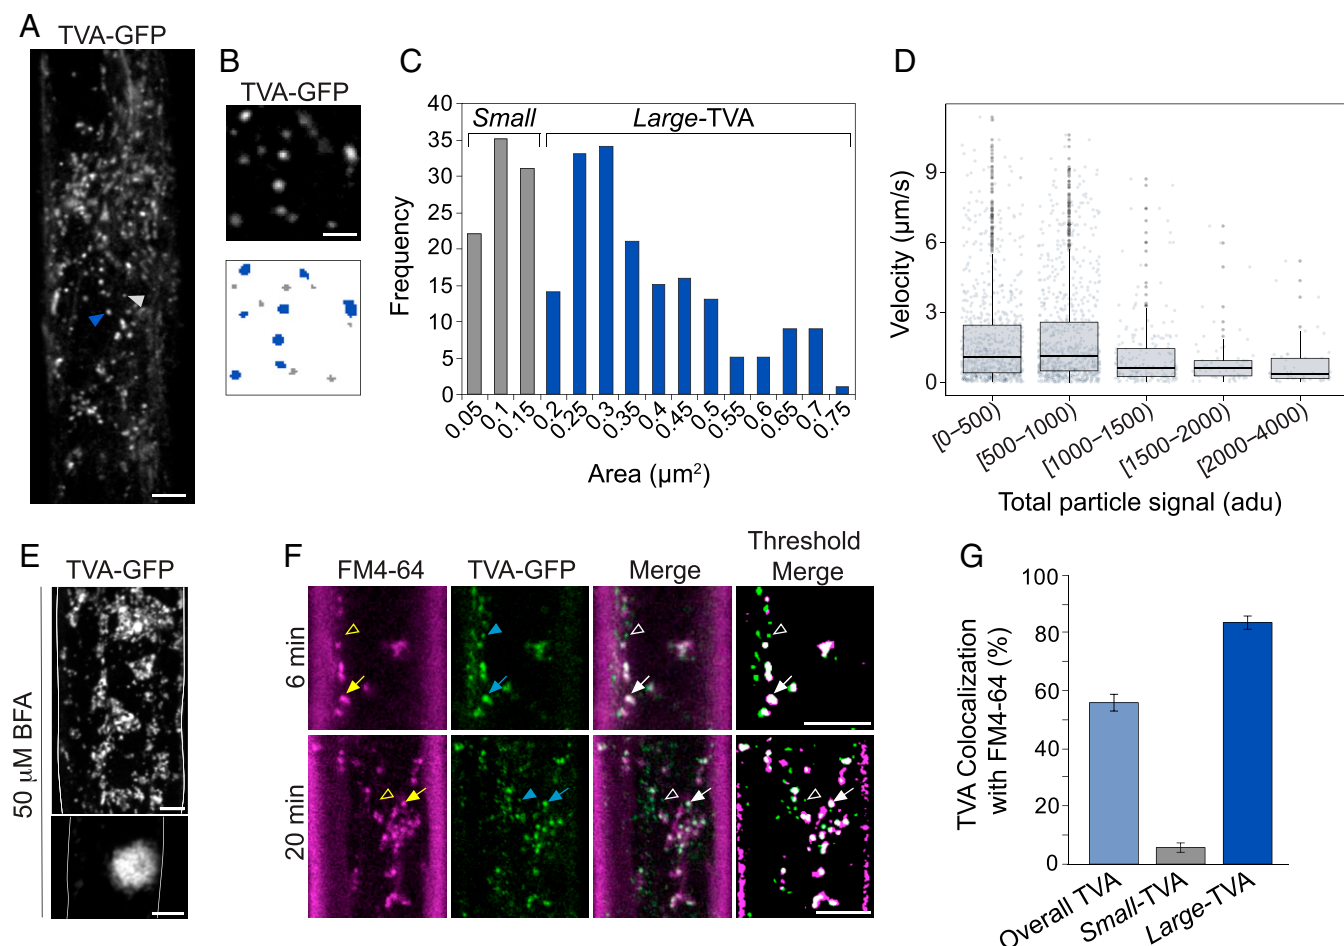 A
TVA-GFP
B
TVA-GFP
C
Small
Large-TVA
40
35
30
25
20
15
10
5
0
Frequency
0.05
0.1
0.15
0.2
0.25
0.3
0.35
0.4
0.45
0.5
0.55
0.6
0.65
0.7
0.75
Area (µm²)
D
Velocity (µm/s)
9
6
3
0
[0–500)
[500–1000)
[1000–1500)
[1500–2000)
[2000–4000)
Total particle signal (adu)
E
TVA-GFP
50 µM BFA
F
FM4-64
TVA-GFP
Merge
Threshold
Merge
6 min
20 min
G
TVA Colocalization
with FM4-64 (%)
100
80
60
40
20
0
Overall TVA
Small-TVA
Large-TVA